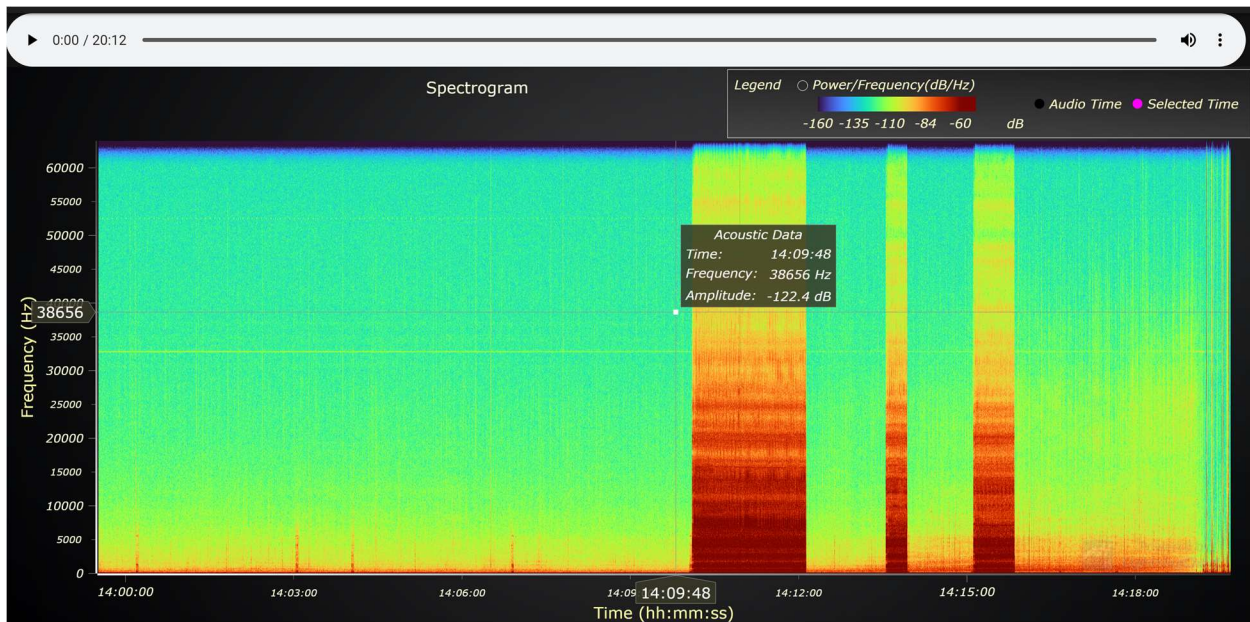 0:00 / 20:12
Spectrogram
Legend
Power/Frequency(dB/Hz)
-160 -135 -110 -84 -60 dB
Audio Time
Selected Time
60000
55000
50000
45000
40000
38656
35000
30000
25000
20000
15000
10000
5000
0
Frequency (Hz)
Acoustic Data
Time: 14:09:48
Frequency: 38656 Hz
Amplitude: -122.4 dB
14:00:00 14:03:00 14:06:00 14:09 14:09:48 14:12:00 14:15:00 14:18:00
Time (hh:mm:ss)